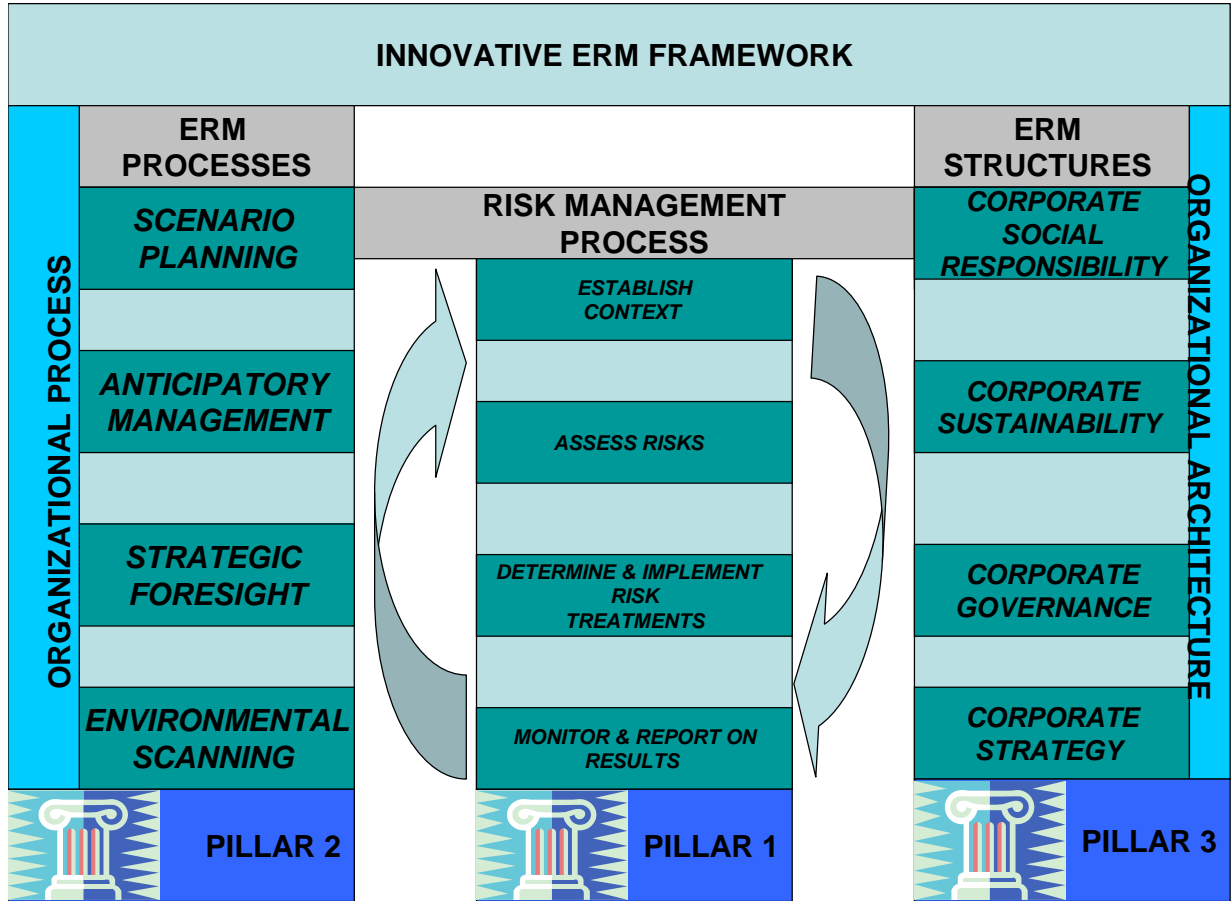 INNOVATIVE ERM FRAMEWORK
ORGANIZATIONAL PROCESS
ERM
PROCESSES
SCENARIO
PLANNING
ANTICIPATORY
MANAGEMENT
STRATEGIC
FORESIGHT
ENVIRONMENTAL
SCANNING
PILLAR 2
RISK MANAGEMENT
PROCESS
ESTABLISH
CONTEXT
ASSESS RISKS
DETERMINE & IMPLEMENT
RISK
TREATMENTS
MONITOR & REPORT ON
RESULTS
PILLAR 1
ERM
STRUCTURES
CORPORATE
SOCIAL
RESPONSIBILITY
CORPORATE
SUSTAINABILITY
CORPORATE
GOVERNANCE
CORPORATE
STRATEGY
PILLAR 3
ORGANIZATIONAL ARCHITECTURE